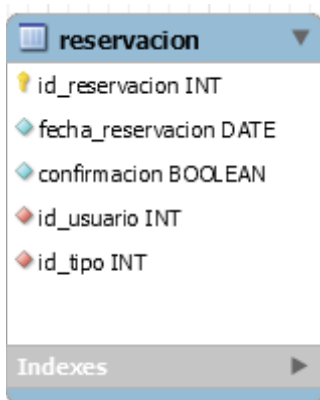 reservacion
id_reservacion INT
fecha_reservacion DATE
confirmacion BOOLEAN
id_usuario INT
id_tipo INT
Indexes